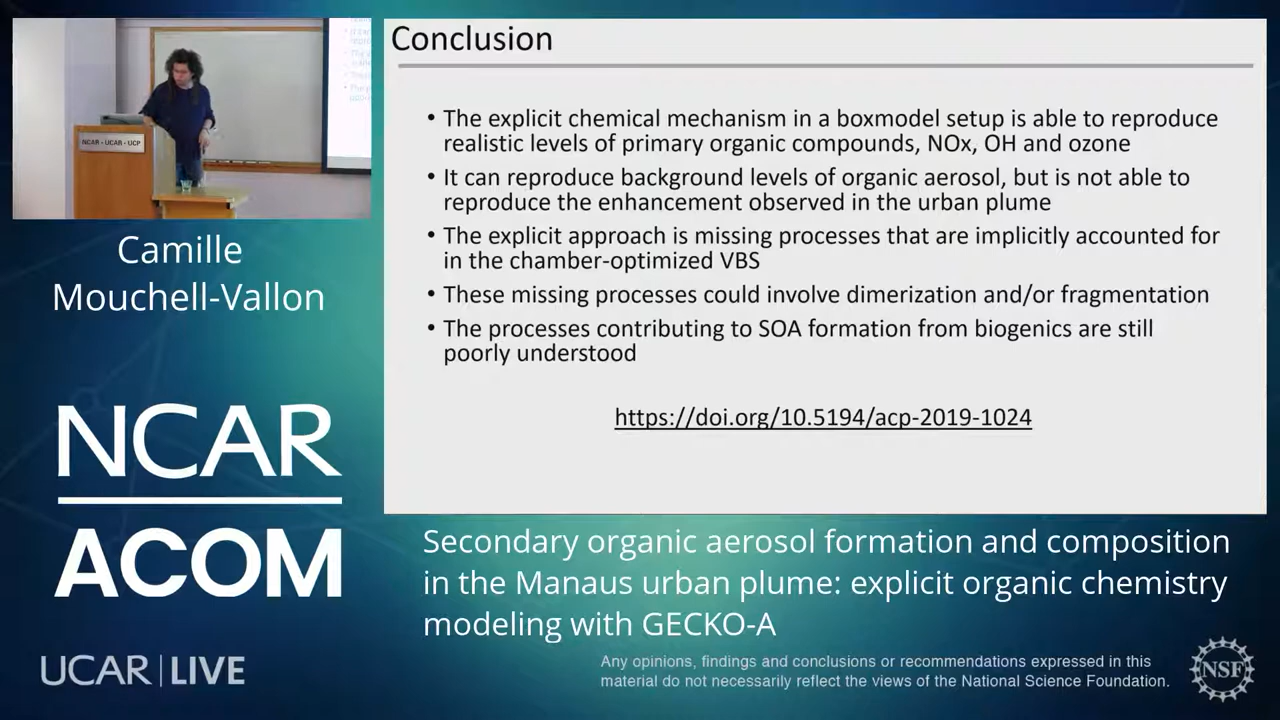 NCAR - UCAR - UCP
Camille
Mouchell-Vallon
NCAR
ACOM
UCAR | LIVE
Conclusion
• The explicit chemical mechanism in a boxmodel setup is able to reproduce
realistic levels of primary organic compounds, NOx, OH and ozone
• It can reproduce background levels of organic aerosol, but is not able to
reproduce the enhancement observed in the urban plume
• The explicit approach is missing processes that are implicitly accounted for
in the chamber-optimized VBS
• These missing processes could involve dimerization and/or fragmentation
• The processes contributing to SOA formation from biogenics are still
poorly understood
https://doi.org/10.5194/acp-2019-1024
Secondary organic aerosol formation and composition
in the Manaus urban plume: explicit organic chemistry
modeling with GECKO-A
Any opinions, findings and conclusions or recommendations expressed in this
material do not necessarily reflect the views of the National Science Foundation.
NSF